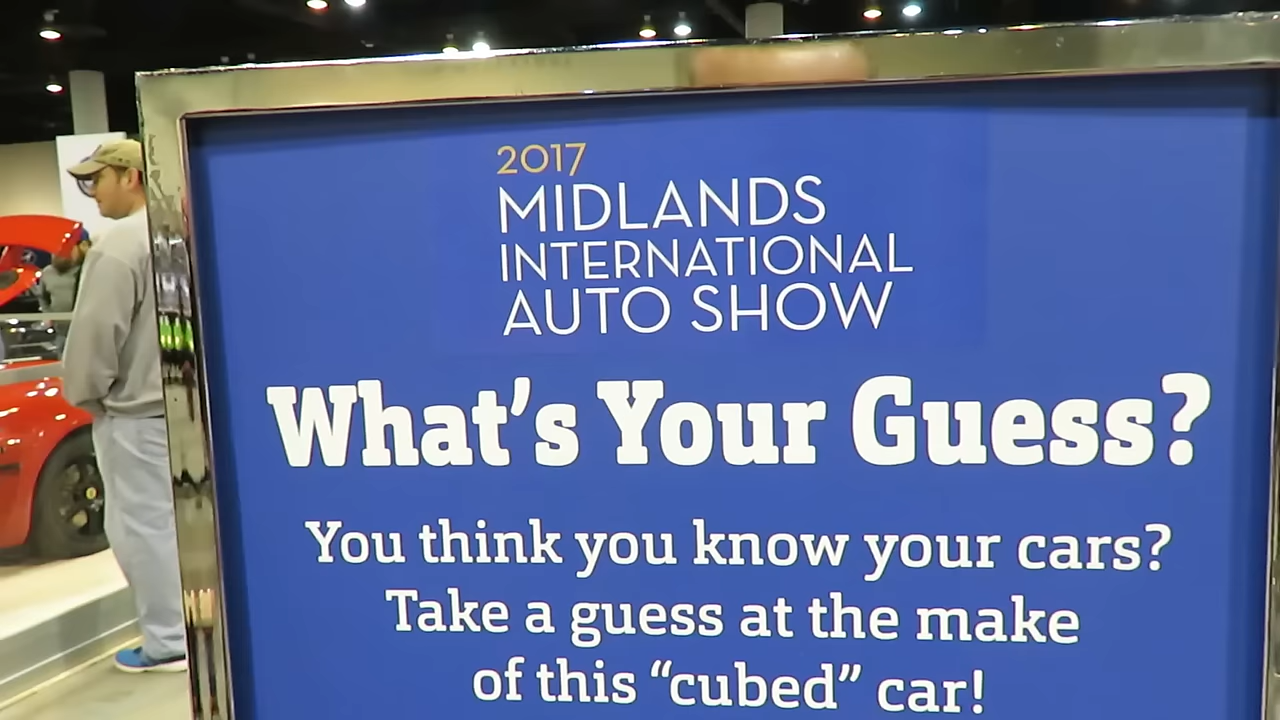 2017
MIDLANDS
INTERNATIONAL
AUTO SHOW
What's Your Guess?
You think you know your cars?
Take a guess at the make
of this “cubed” car!